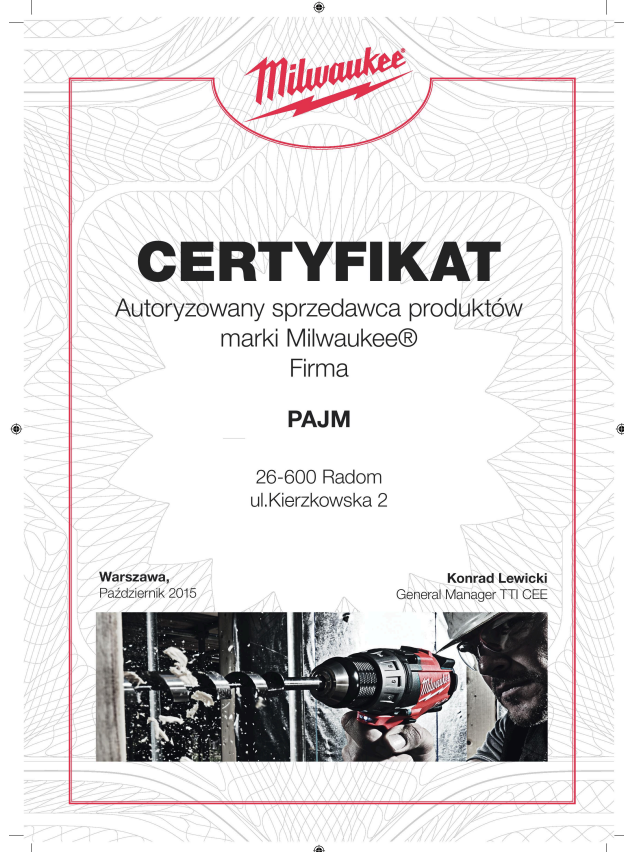 Milwaukee®
CERTYFIKAT
Autoryzowany sprzedawca produktów
marki Milwaukee®
Firma
PAJM
26-600 Radom
ul.Kierzkowska 2
Warszawa,
Październik 2015
Konrad Lewicki
General Manager TTI CEE
Milwaukee